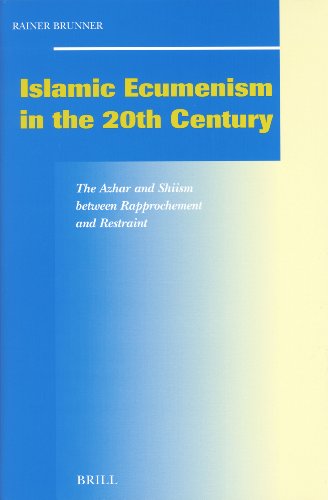 RAINER BRUNNER
Islamic Ecumenism
in the 20th Century
The Azhar and Shiism
between Rapprochement
and Restraint
BRILL